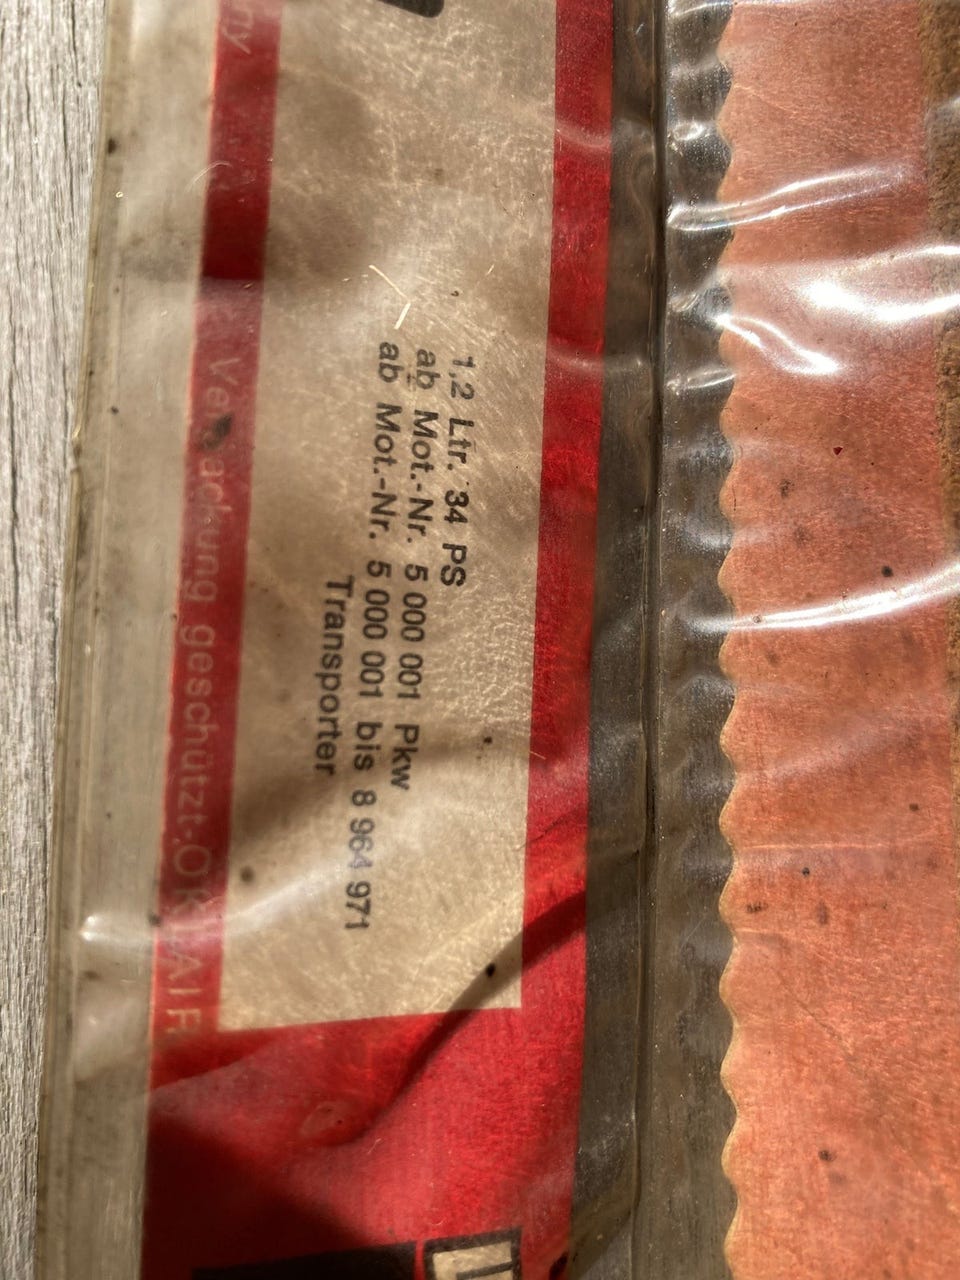 1,2 Ltr. 34 PS
ab Mot.-Nr. 5 000 001 Pkw
ab Mot.-Nr. 5 000 001 bis 8 964 971
Transporter
Verpackung geschützt.